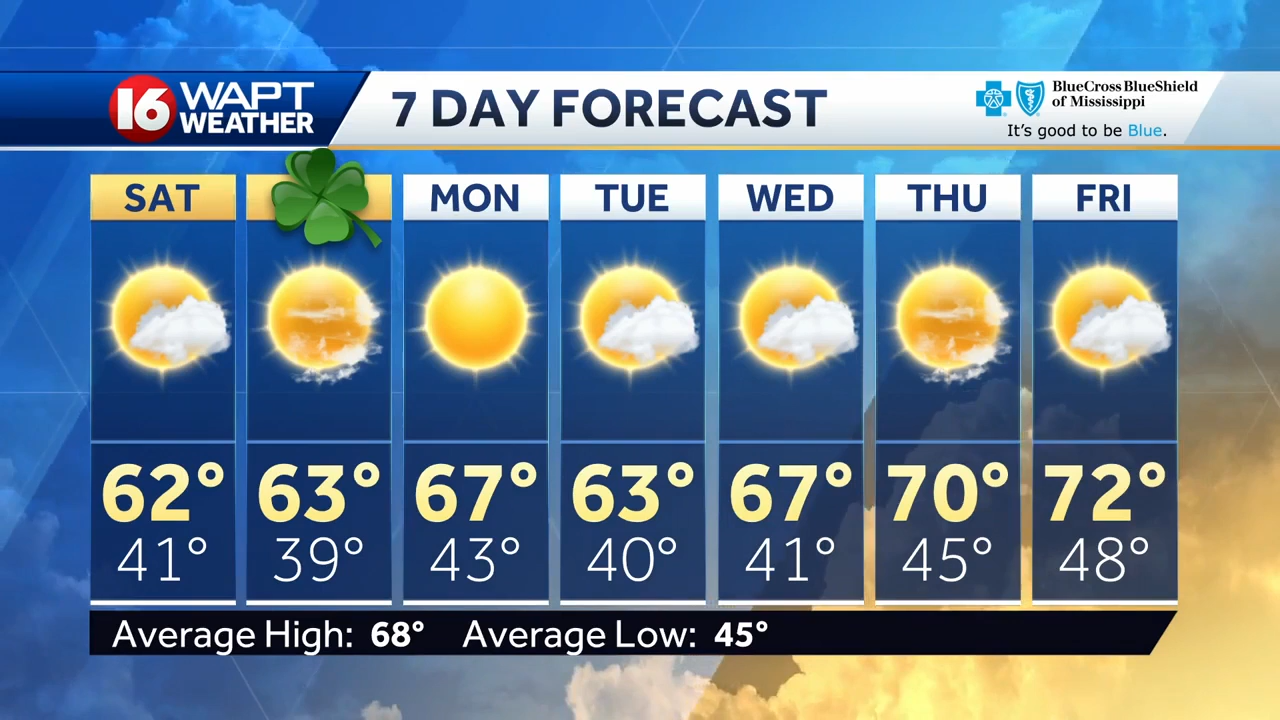 16 WAPT WEATHER
7 DAY FORECAST
BlueCross BlueShield
of Mississippi
It's good to be Blue.
SAT MON TUE WED THU FRI
62° 63° 67° 63° 67° 70° 72°
41° 39° 43° 40° 41° 45° 48°
Average High: 68° Average Low: 45°